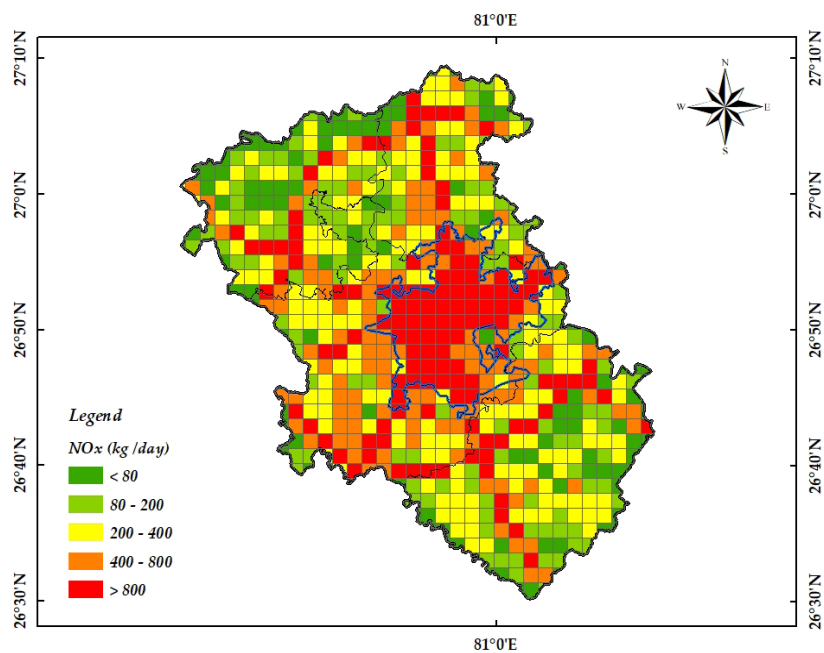 81°0'E
27°10'N
27°10'N
N
W
E
S
27°0'N
27°0'N
26°50'N
26°50'N
Legend
NOx (kg /day)
< 80
80 - 200
200 - 400
400 - 800
> 800
26°40'N
26°40'N
26°30'N
26°30'N
81°0'E